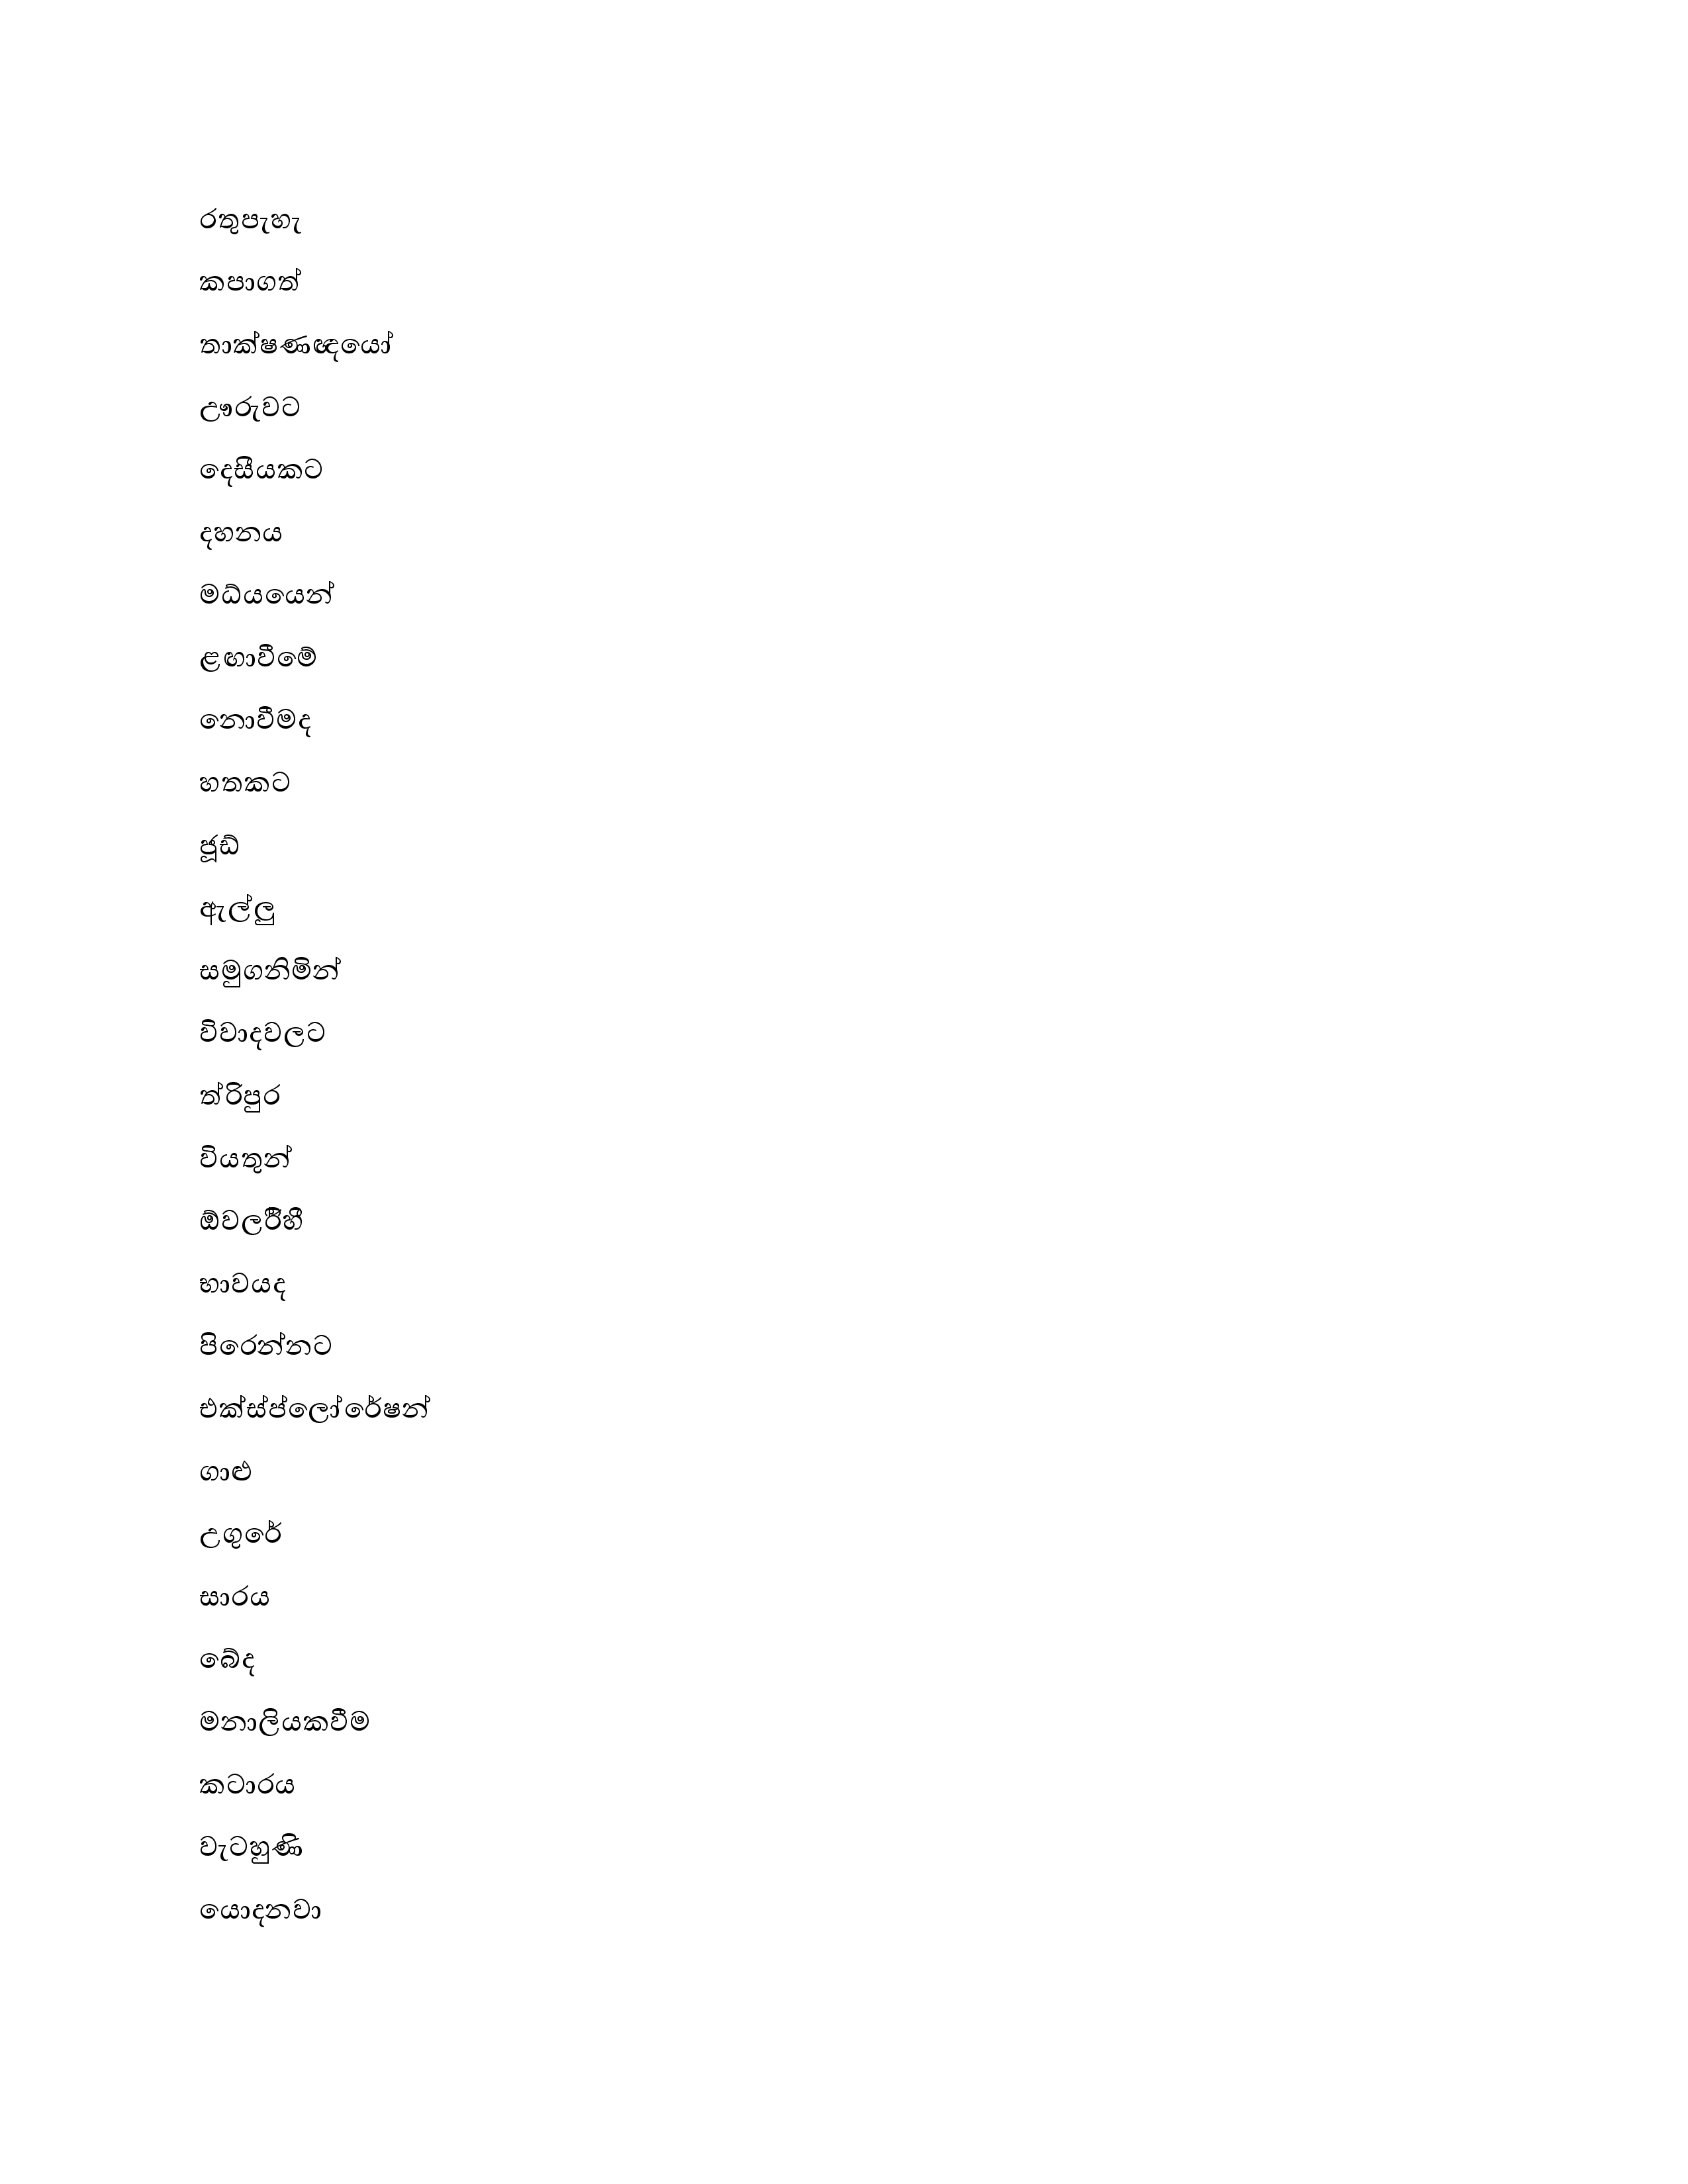 රතුපැහැ
කපාගත්
තාක්ෂණඥයෝ
ඌරුවට
දෙසීයකට
දහනය
මධ්යයෙන්
ළඟාවීමේ
නොවීමද
හතකට
ජූඩ්
ඇල්ලු
සමුගනිමින්
විවාදවලට
ත්රිපුර
වියතුන්
ඕවලරිීහී
භාවයද
පිරෙන්නට
එක්ස්ප්ලෝරේෂන්
ගාළු
උගුරේ
සාරය
බේද
මනාලියකවීම
කටාරය
වැටහුණි
යොදනවා